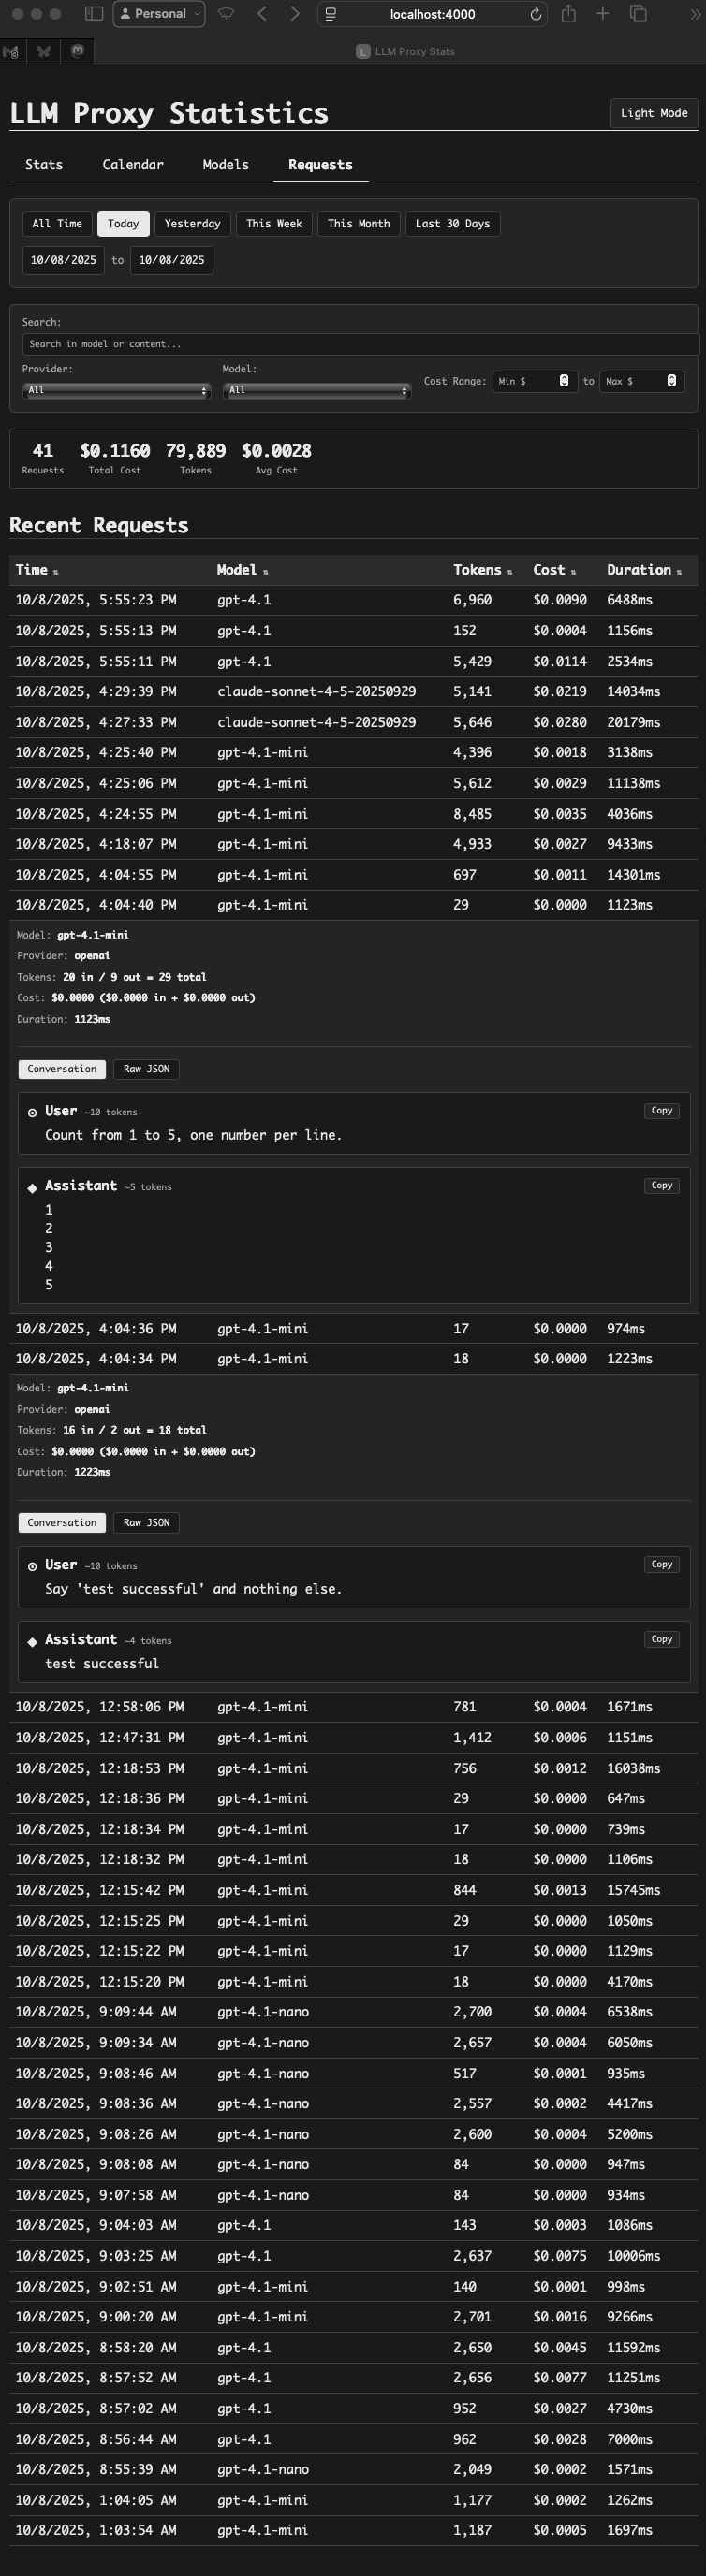 Personal
localhost:4000
L LLM Proxy Stats
LLM Proxy Statistics
Light Mode
Stats Calendar Models Requests
All Time Today Yesterday This Week This Month Last 30 Days
10/08/2025 to 10/08/2025
Search:
Search in model or content...
Provider: Model:
All All Cost Range: Min $ to Max $
41 $0.1160 79,889 $0.0028
Requests Total Cost Tokens Avg Cost
Recent Requests
Time Model Tokens Cost Duration
10/8/2025, 5:55:23 PM gpt-4.1 6,960 $0.0090 6488ms
10/8/2025, 5:55:13 PM gpt-4.1 152 $0.0004 1156ms
10/8/2025, 5:55:11 PM gpt-4.1 5,429 $0.0114 2534ms
10/8/2025, 4:29:39 PM claude-sonnet-4-5-20250929 5,141 $0.0219 14034ms
10/8/2025, 4:27:33 PM claude-sonnet-4-5-20250929 5,646 $0.0280 20179ms
10/8/2025, 4:25:40 PM gpt-4.1-mini 4,396 $0.0018 3138ms
10/8/2025, 4:25:06 PM gpt-4.1-mini 5,612 $0.0029 11138ms
10/8/2025, 4:24:55 PM gpt-4.1-mini 8,485 $0.0035 4036ms
10/8/2025, 4:18:07 PM gpt-4.1-mini 4,933 $0.0027 9433ms
10/8/2025, 4:04:55 PM gpt-4.1-mini 697 $0.0011 14301ms
10/8/2025, 4:04:40 PM gpt-4.1-mini 29 $0.0000 1123ms
Model: gpt-4.1-mini
Provider: openai
Tokens: 20 in / 9 out = 29 total
Cost: $0.0000 ($0.0000 in + $0.0000 out)
Duration: 1123ms
Conversation Raw JSON
User ~10 tokens Copy
Count from 1 to 5, one number per line.
Assistant ~5 tokens Copy
1
2
3
4
5
10/8/2025, 4:04:36 PM gpt-4.1-mini 17 $0.0000 974ms
10/8/2025, 4:04:34 PM gpt-4.1-mini 18 $0.0000 1223ms
Model: gpt-4.1-mini
Provider: openai
Tokens: 16 in / 2 out = 18 total
Cost: $0.0000 ($0.0000 in + $0.0000 out)
Duration: 1223ms
Conversation Raw JSON
User ~10 tokens Copy
Say 'test successful' and nothing else.
Assistant ~4 tokens Copy
test successful
10/8/2025, 12:58:06 PM gpt-4.1-mini 781 $0.0004 1671ms
10/8/2025, 12:47:31 PM gpt-4.1-mini 1,412 $0.0006 1151ms
10/8/2025, 12:18:53 PM gpt-4.1-mini 756 $0.0012 16038ms
10/8/2025, 12:18:36 PM gpt-4.1-mini 29 $0.0000 647ms
10/8/2025, 12:18:34 PM gpt-4.1-mini 17 $0.0000 739ms
10/8/2025, 12:18:32 PM gpt-4.1-mini 18 $0.0000 1106ms
10/8/2025, 12:15:42 PM gpt-4.1-mini 844 $0.0013 15745ms
10/8/2025, 12:15:25 PM gpt-4.1-mini 29 $0.0000 1050ms
10/8/2025, 12:15:22 PM gpt-4.1-mini 17 $0.0000 1129ms
10/8/2025, 12:15:20 PM gpt-4.1-mini 18 $0.0000 4170ms
10/8/2025, 9:09:44 AM gpt-4.1-nano 2,700 $0.0004 6538ms
10/8/2025, 9:09:34 AM gpt-4.1-nano 2,657 $0.0004 6050ms
10/8/2025, 9:08:46 AM gpt-4.1-nano 517 $0.0001 935ms
10/8/2025, 9:08:36 AM gpt-4.1-nano 2,557 $0.0002 4417ms
10/8/2025, 9:08:26 AM gpt-4.1-nano 2,600 $0.0004 5200ms
10/8/2025, 9:08:08 AM gpt-4.1-nano 84 $0.0000 947ms
10/8/2025, 9:07:58 AM gpt-4.1-nano 84 $0.0000 934ms
10/8/2025, 9:04:03 AM gpt-4.1 143 $0.0003 1086ms
10/8/2025, 9:03:25 AM gpt-4.1 2,637 $0.0075 10006ms
10/8/2025, 9:02:51 AM gpt-4.1-mini 140 $0.0001 998ms
10/8/2025, 9:00:20 AM gpt-4.1-mini 2,701 $0.0016 9266ms
10/8/2025, 8:58:20 AM gpt-4.1 2,650 $0.0045 11592ms
10/8/2025, 8:57:52 AM gpt-4.1 2,656 $0.0077 11251ms
10/8/2025, 8:57:02 AM gpt-4.1 952 $0.0027 4730ms
10/8/2025, 8:56:44 AM gpt-4.1 962 $0.0028 7000ms
10/8/2025, 8:55:39 AM gpt-4.1-nano 2,049 $0.0002 1571ms
10/8/2025, 1:04:05 AM gpt-4.1-mini 1,177 $0.0002 1262ms
10/8/2025, 1:03:54 AM gpt-4.1-mini 1,187 $0.0005 1697ms